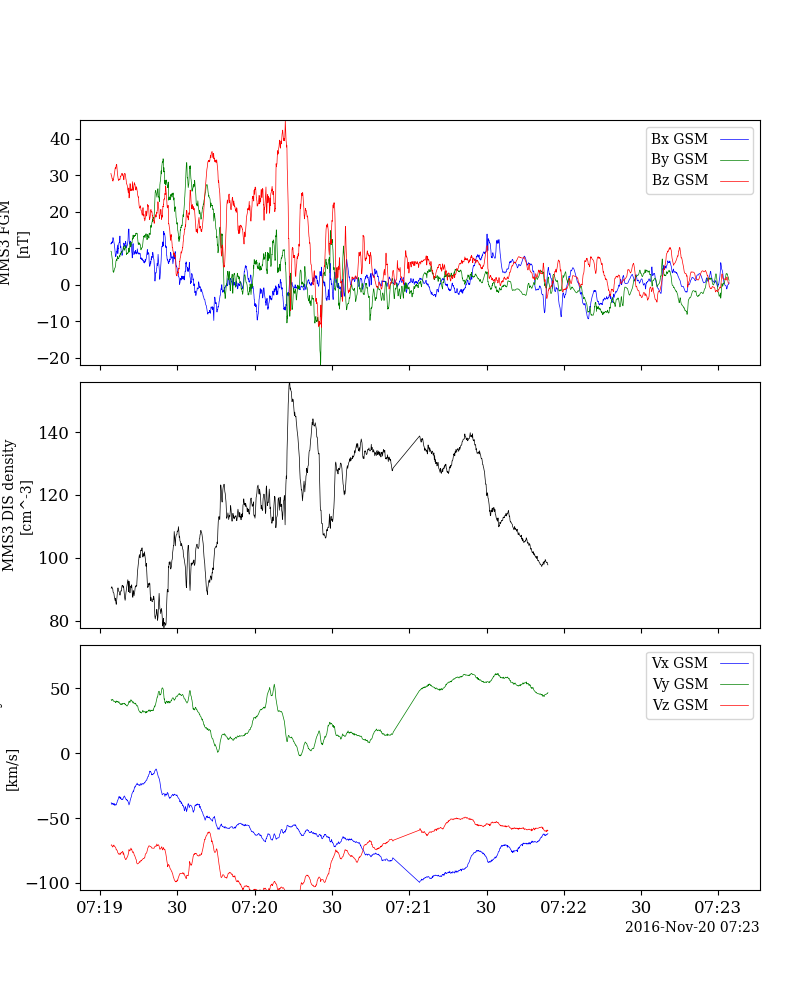 40
30
20
10
0
−10
−20
MMS3 FGM
[nT]
Bx GSM
By GSM
Bz GSM
140
120
100
80
MMS3 DIS density
[cm^-3]
50
0
−50
−100
[km/s]
Vx GSM
Vy GSM
Vz GSM
07:19
30
07:20
30
07:21
30
07:22
30
07:23
2016-Nov-20 07:23